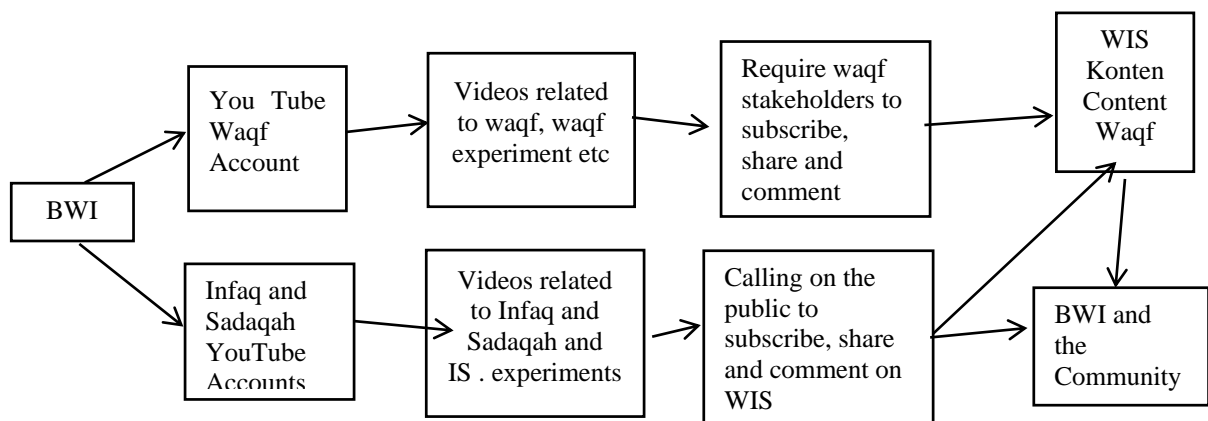 BWI
You Tube
Waqf
Account
Videos related
to waqf, waqf
experiment etc
Require waqf
stakeholders to
subscribe,
share and
comment
WIS
Konten
Content
Waqf
Infaq and
Sadaqah
YouTube
Accounts
Videos related
to Infaq and
Sadaqah and
IS . experiments
Calling on the
public to
subscribe, share
and comment on
WIS
BWI and
the
Community